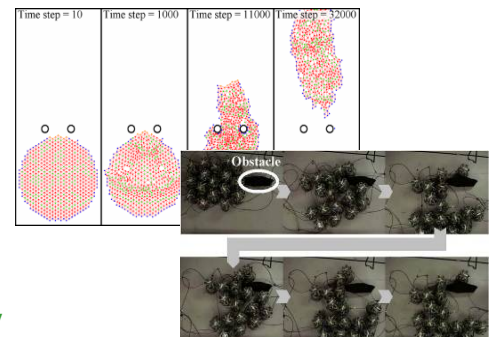 Time step = 10
Time step = 1000
Time step = 11000
Time step = 32000
Obstacle